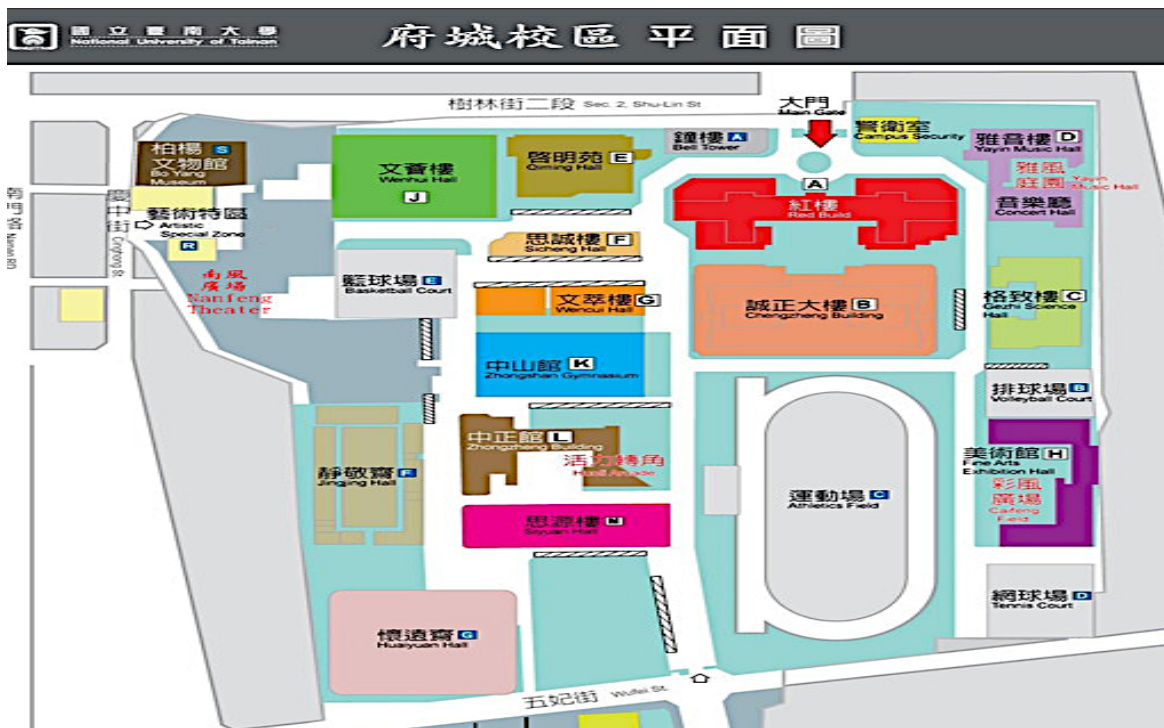 國立臺南大學
National University of Tainan
府城校區平面圖
樹林街二段 Sec. 2, Shu-Lin St
大門
Main Gate
警衛室
Campus Security
鐘樓 A
Bell Tower
雅音樓 D
Yayin Music Hall
雅風
庭園 Yayin
Music Hall
音樂廳
Concert Hall
柏楊 S
文物館
Bo Yang
Museum
文薈樓
Wenhui Hall
J
啓明苑 E
Qiming Hall
A
紅樓
Red Build
慶中街
藝術特區
Artistic
Special Zone
R
南風
廣場
Nanfeng
Theater
思誠樓 F
Sicheng Hall
籃球場 E
Basketball Court
文萃樓 G
Wencui Hall
誠正大樓 B
Chengzheng Building
格致樓 C
Gezhi Science
Hall
中山館 K
Zhongshan Gymnasium
排球場 B
Volleyball Court
中正館 L
Zhongzheng Building
活力轉角
Huoli Arcade
美術館 H
Fine Arts
Exhibition Hall
彩風
廣場
Caifeng
Field
靜敬齋 F
Jingjing Hall
運動場 C
Athletics Field
思源樓 M
Siyuan Hall
網球場 D
Tennis Court
懷遠齋 G
Huaiyuan Hall
五妃街 Wufei St.